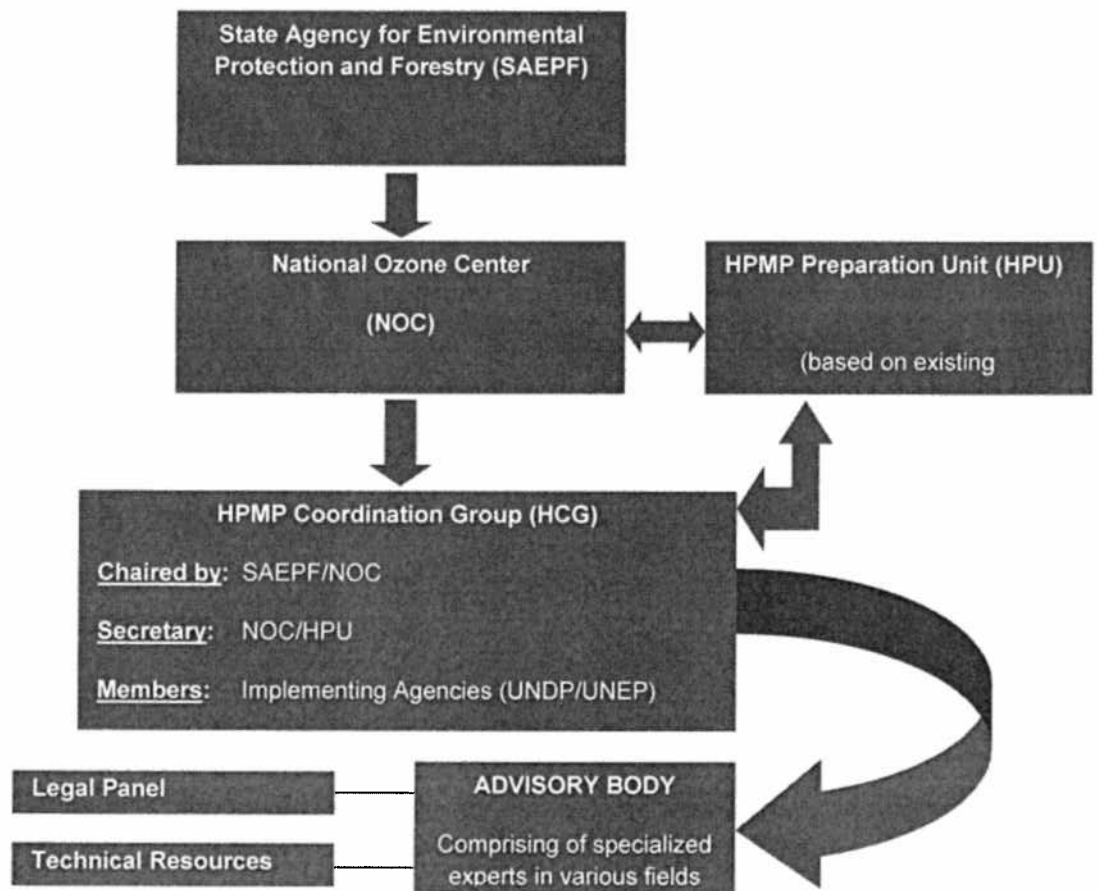 State Agency for Environmental
Protection and Forestry (SAEPF)
National Ozone Center
(NOC)
HPMP Preparation Unit (HPU)
(based on existing
HPMP Coordination Group (HCG)
Chaired by: SAEPF/NOC
Secretary: NOC/HPU
Members: Implementing Agencies (UNDP/UNEP)
Legal Panel
Technical Resources
ADVISORY BODY
Comprising of specialized
experts in various fields